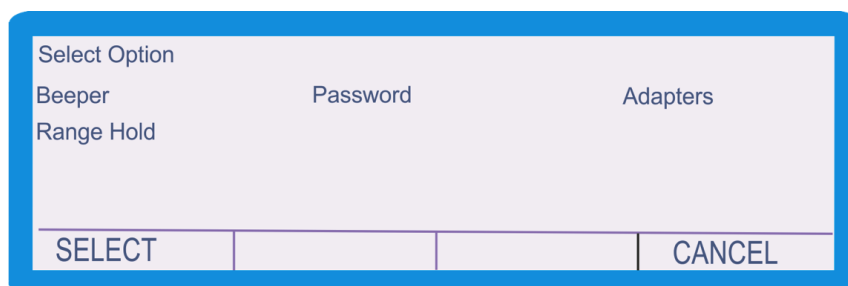 Select Option
Beeper Password Adapters
Range Hold
SELECT CANCEL